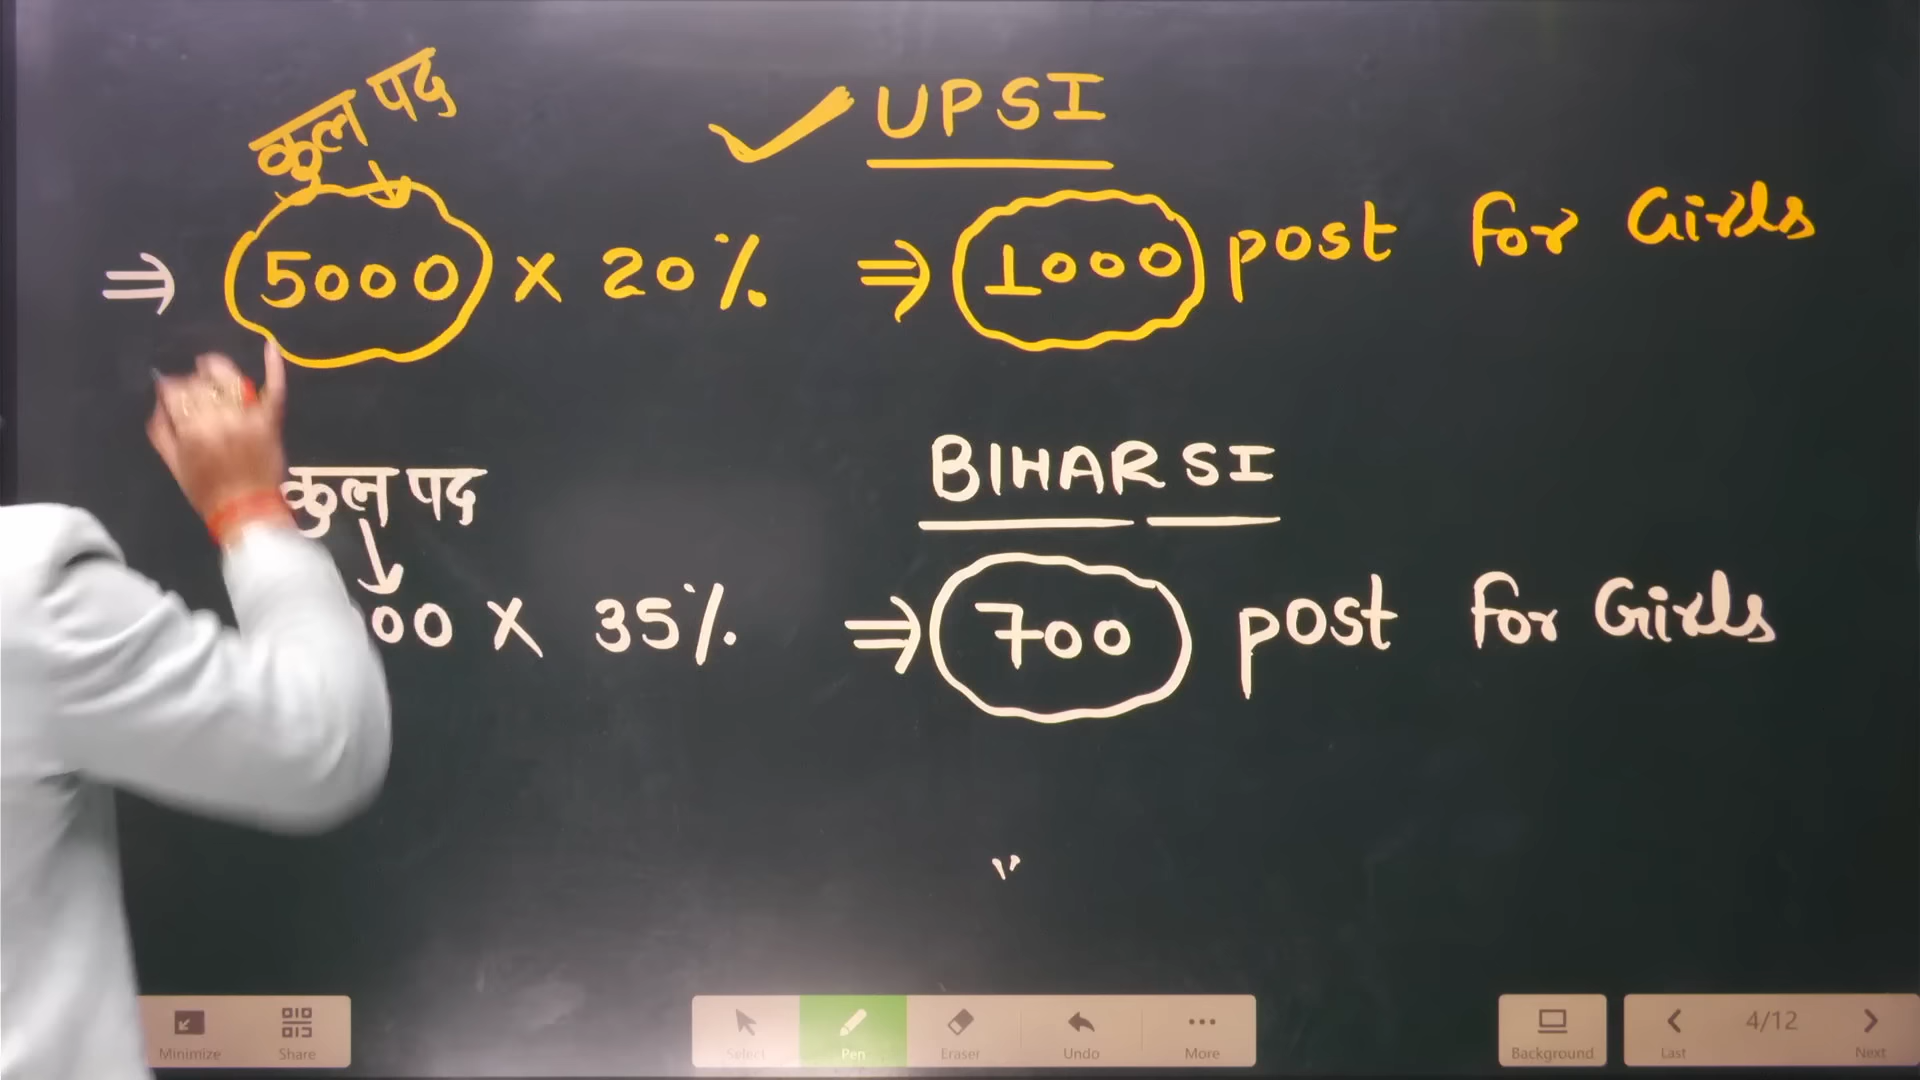 कुल पद
✓ UPSI
⇒ 5000 × 20% ⇒ 1000 post for Girls
कुल पद
BIHAR SI
00 × 35% ⇒ 700 post for Girls
Minimize Share Select Pen Eraser Undo More Background Last 4/12 Next